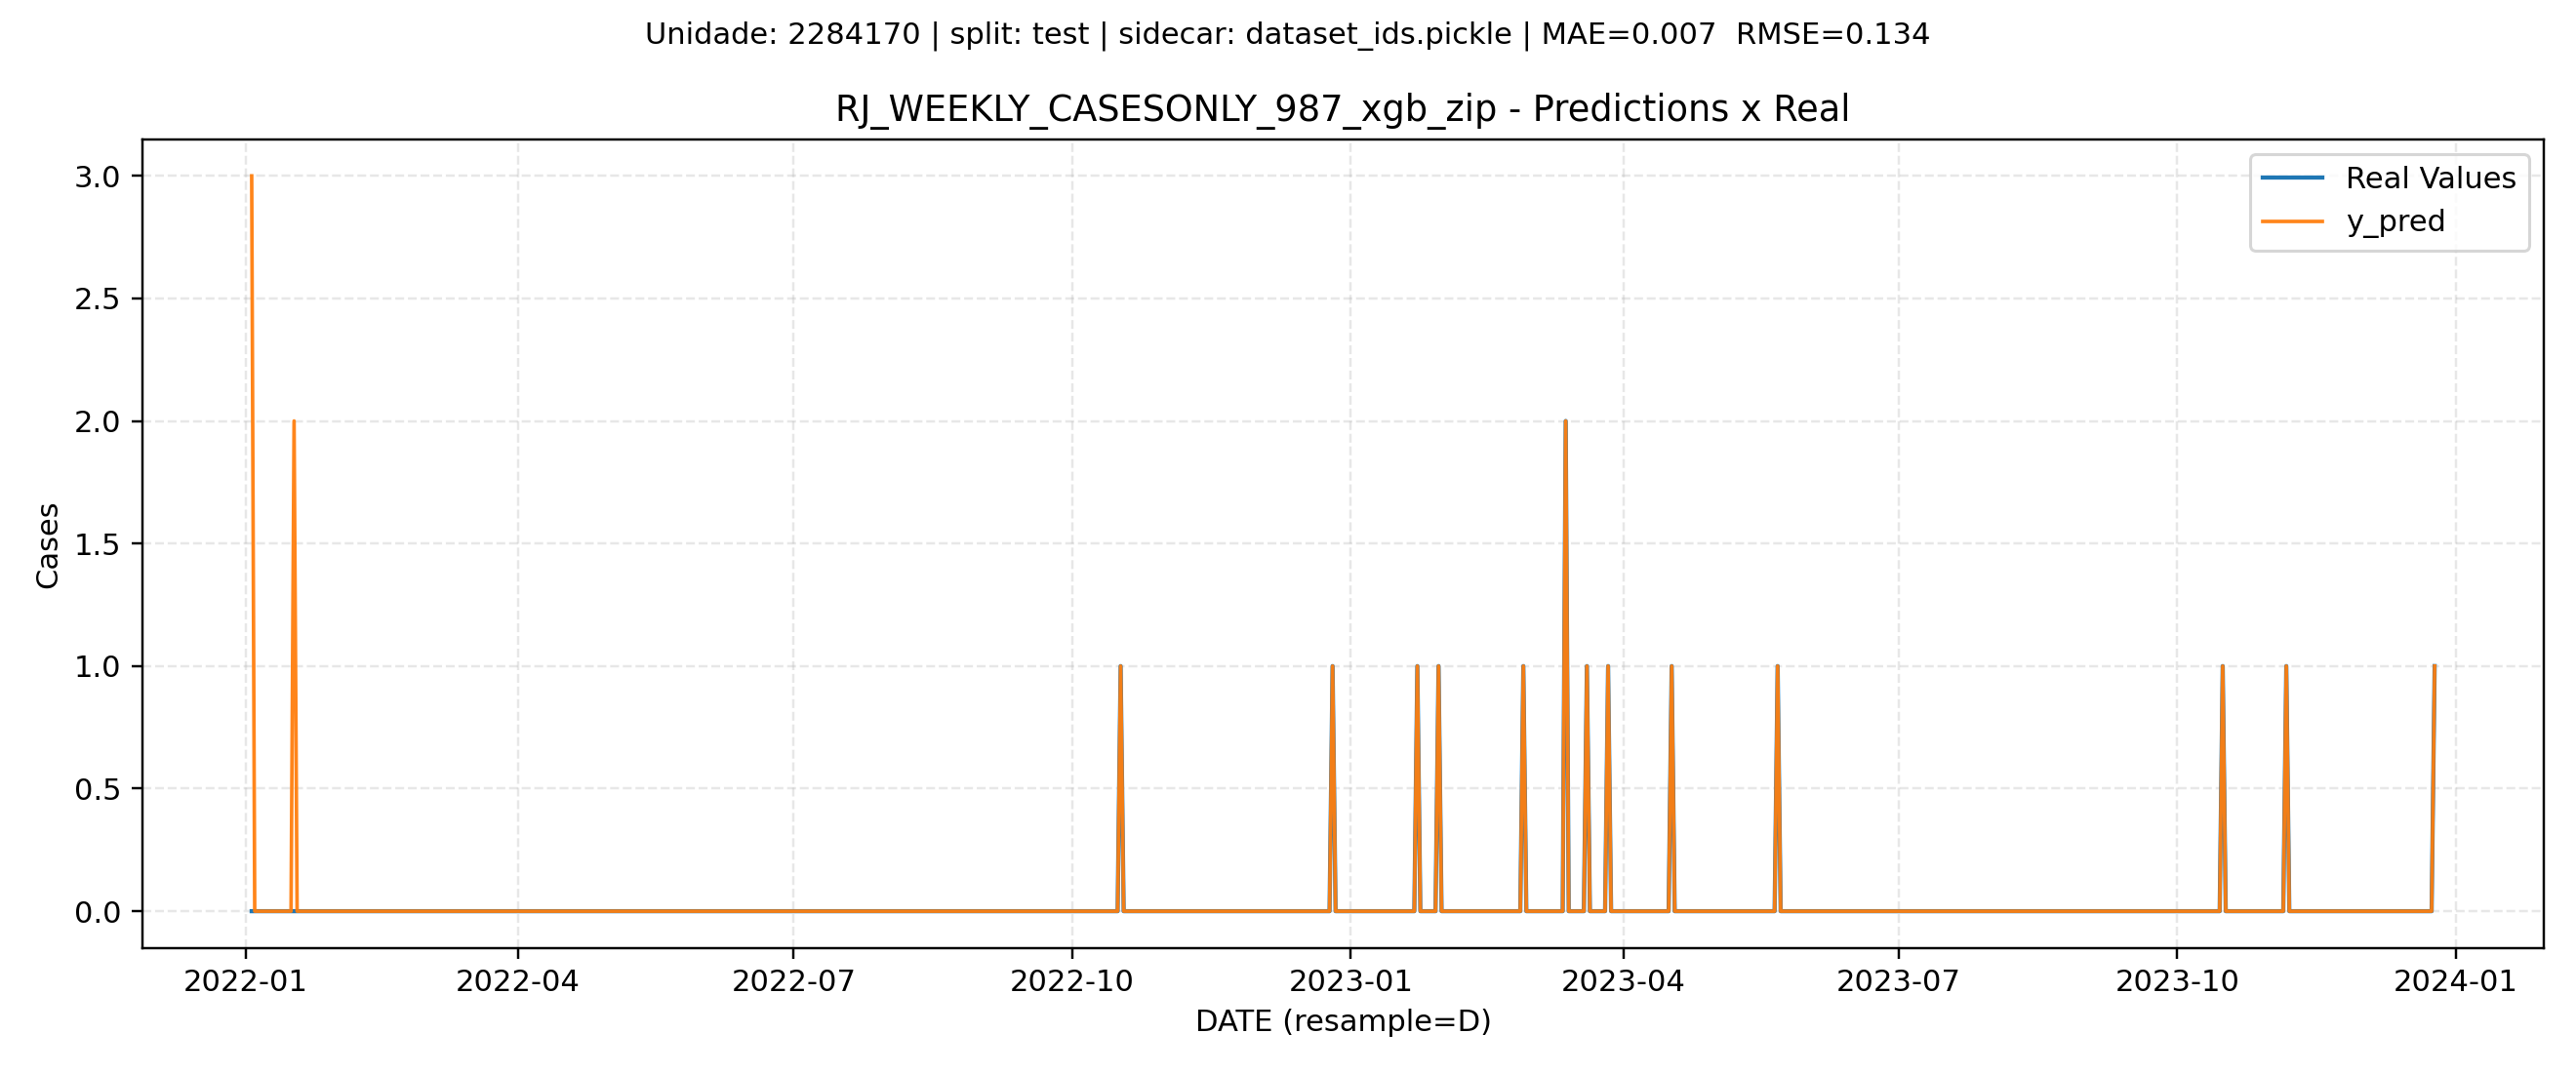 Unidade: 2284170 | split: test | sidecar: dataset_ids.pickle | MAE=0.007  RMSE=0.134
RJ_WEEKLY_CASESONLY_987_xgb_zip - Predictions x Real
Real Values
y_pred
Cases
3.0
2.5
2.0
1.5
1.0
0.5
0.0
2022-01 2022-04 2022-07 2022-10 2023-01 2023-04 2023-07 2023-10 2024-01
DATE (resample=D)